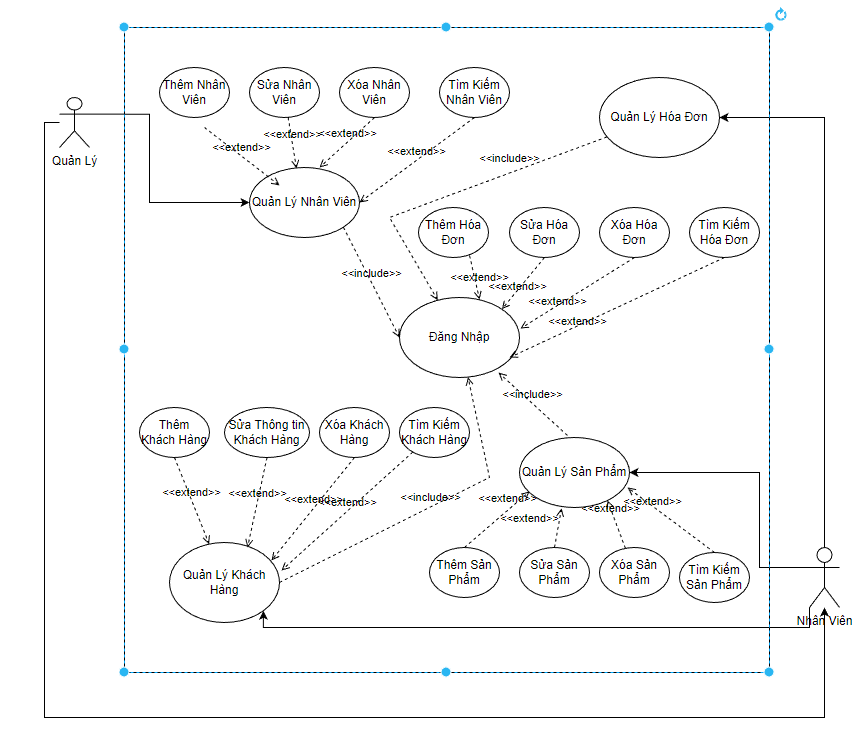 Thêm Nhân
Viên
Sửa Nhân
Viên
Xóa Nhân
Viên
Tìm Kiếm
Nhân Viên
Quản Lý Hóa Đơn
Quản Lý
<<extend>>
<<extend>>
<<extend>>
<<extend>>
<<include>>
Quản Lý Nhân Viên
Thêm Hóa
Đơn
Sửa Hóa
Đơn
Xóa Hóa
Đơn
Tìm Kiếm
Hóa Đơn
<<include>>
<<extend>>
<<extend>>
<<extend>>
<<extend>>
Đăng Nhập
<<include>>
Thêm
Khách Hàng
Sửa Thông tin
Khách Hàng
Xóa Khách
Hàng
Tìm Kiếm
Khách Hàng
Quản Lý Sản Phẩm
<<extend>>
<<extend>>
<<extend>>
<<extend>>
<<include>>
<<extend>>
<<extend>>
<<extend>>
<<extend>>
Quản Lý Khách
Hàng
Thêm Sản
Phẩm
Sửa Sản
Phẩm
Xóa Sản
Phẩm
Tìm Kiếm
Sản Phẩm
Nhân Viên